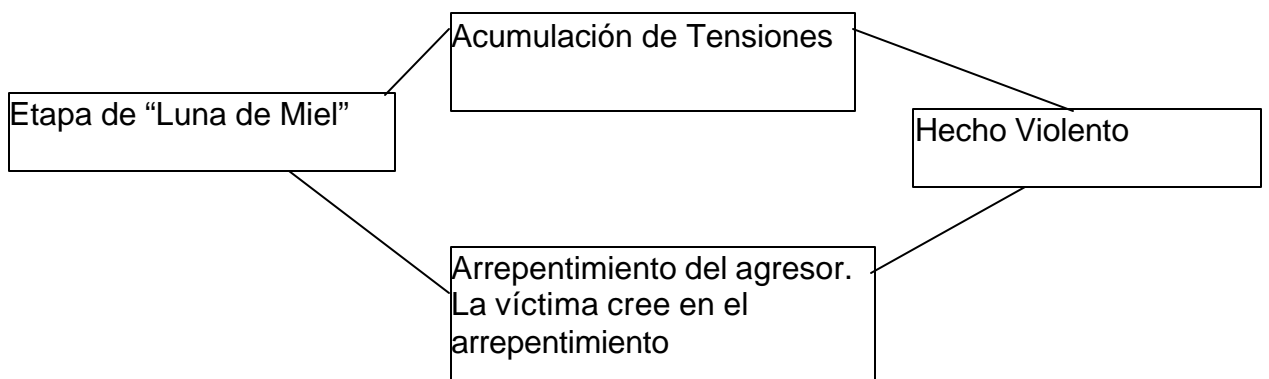 Acumulación de Tensiones
Etapa de “Luna de Miel”
Hecho Violento
Arrepentimiento del agresor.
La víctima cree en el
arrepentimiento